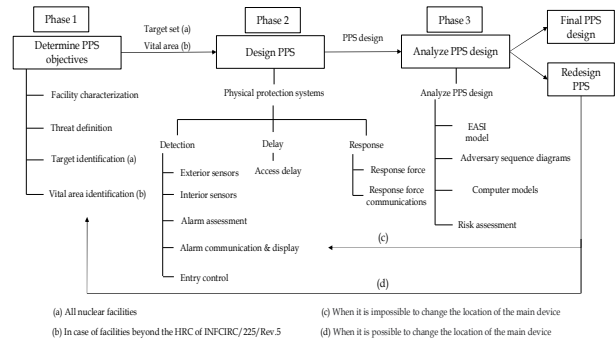 Phase 1
Target set (a)
Vital area (b)
Phase 2
PPS design
Phase 3
Determine PPS
objectives
Design PPS
Analyze PPS design
Final PPS
design
Redesign
PPS
Facility characterization
Threat definition
Target identification (a)
Vital area identification (b)
Physical protection systems
Detection
Delay
Response
Exterior sensors
Interior sensors
Alarm assessment
Alarm communication & display
Entry control
Access delay
Response force
Response force
communications
Analyze PPS design
EASI
model
Adversary sequence diagrams
Computer models
Risk assessment
(c)
(d)
(a) All nuclear facilities
(b) In case of facilities beyond the HRC of INFCIRC/225/Rev.5
(c) When it is impossible to change the location of the main device
(d) When it is possible to change the location of the main device